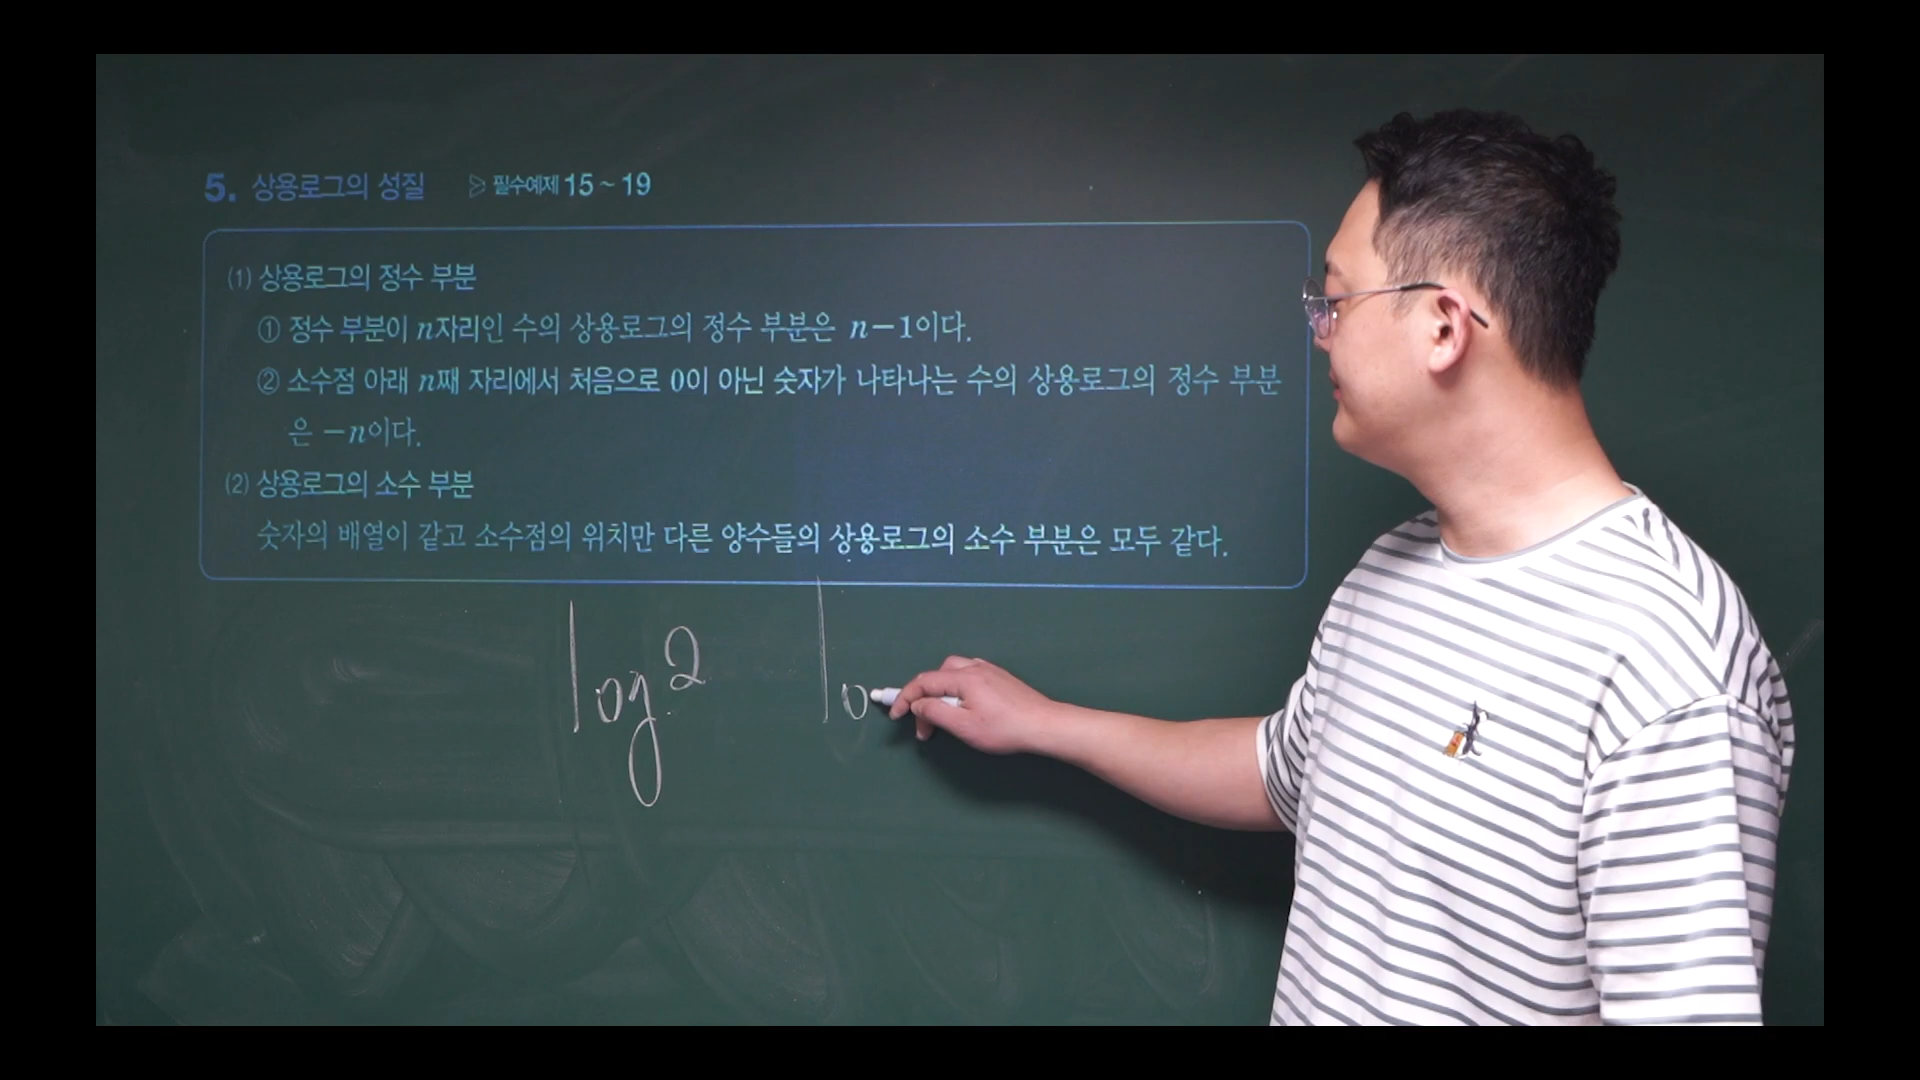 5. 상용로그의 성질 ▷ 필수예제 15 ~ 19
(1) 상용로그의 정수 부분
① 정수 부분이 n자리인 수의 상용로그의 정수 부분은 n-1이다.
② 소수점 아래 n째 자리에서 처음으로 0이 아닌 숫자가 나타나는 수의 상용로그의 정수 부분
은 -n이다.
(2) 상용로그의 소수 부분
숫자의 배열이 같고 소수점의 위치만 다른 양수들의 상용로그의 소수 부분은 모두 같다.
log 2 lo